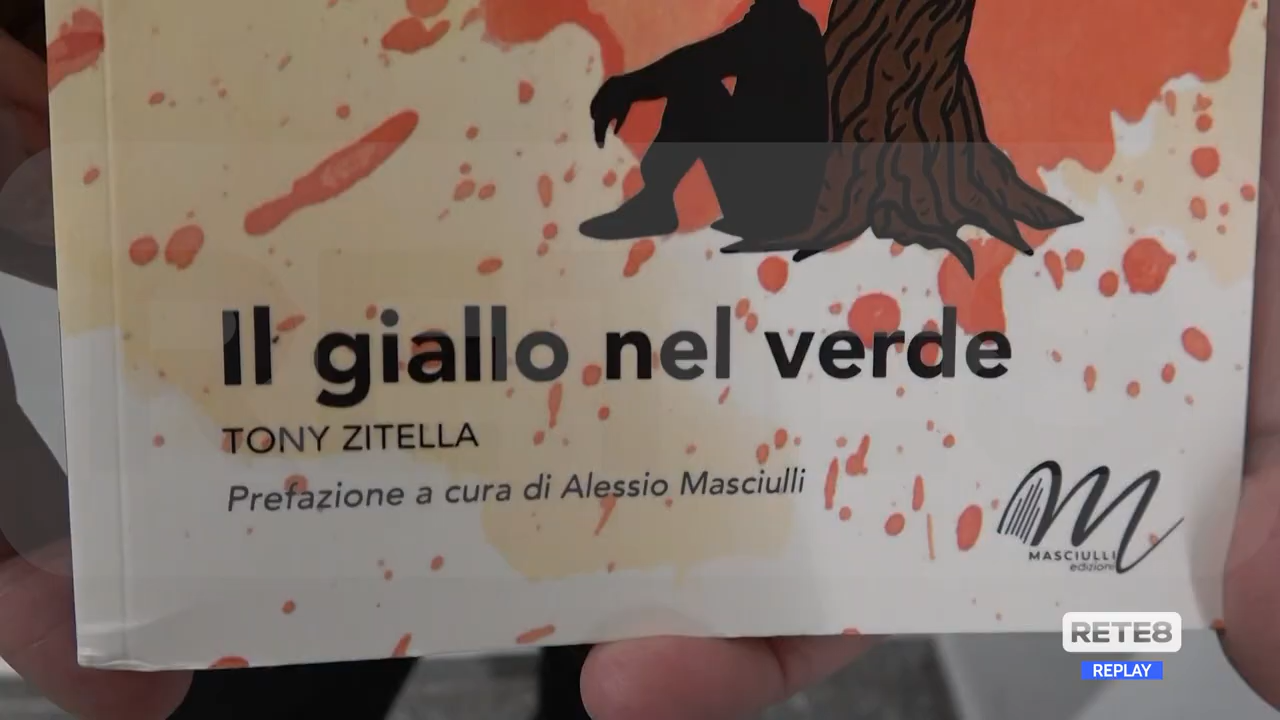 Il giallo nel verde
TONY ZITELLA
Prefazione a cura di Alessio Masciulli
MASCIULLI
edizioni
RETE8
REPLAY